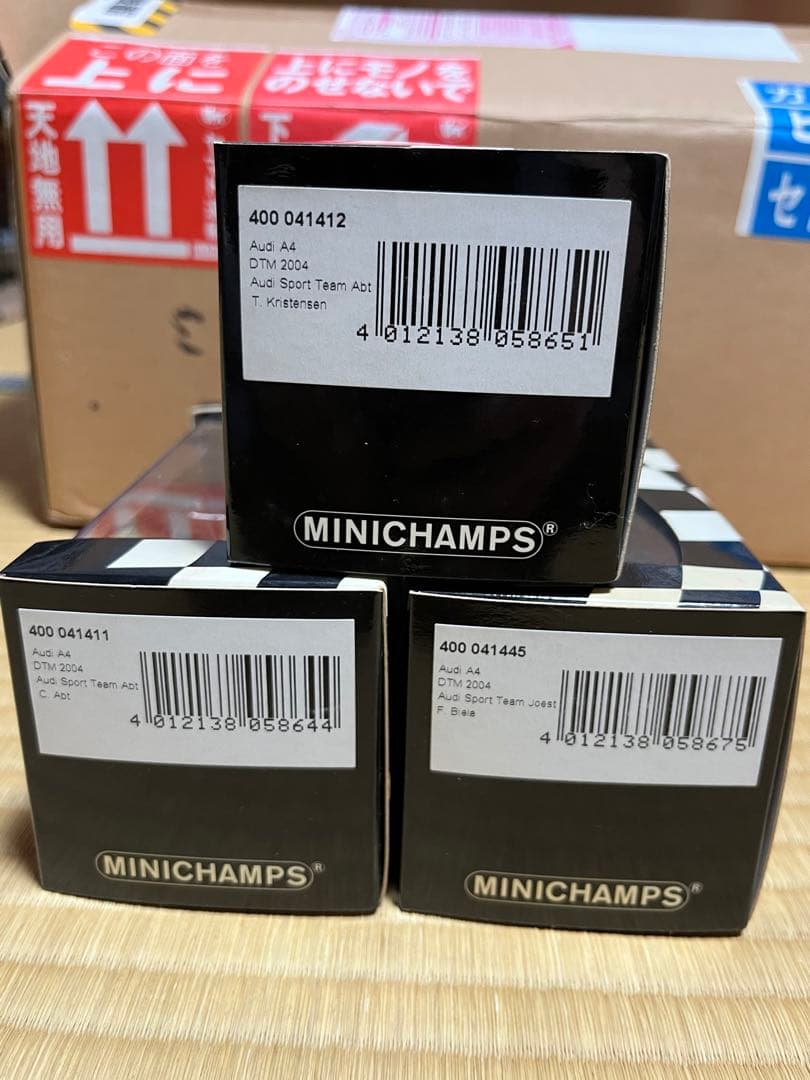 この面を
上に
天地無用
上にモノを
のせないで
下
セ
400 041412
Audi A4
DTM 2004
Audi Sport Team Abt
T. Kristensen
4 012138 058651
MINICHAMPS®
400 041411
Audi A4
DTM 2004
Audi Sport Team Abt
C. Abt
4 012138 058644
MINICHAMPS®
400 041445
Audi A4
DTM 2004
Audi Sport Team Joest
F. Biela
4 012138 058675
MINICHAMPS®